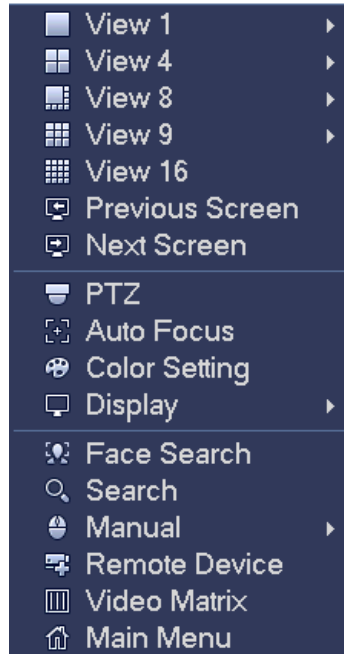 View 1
View 4
View 8
View 9
View 16
Previous Screen
Next Screen
PTZ
Auto Focus
Color Setting
Display
Face Search
Search
Manual
Remote Device
Video Matrix
Main Menu